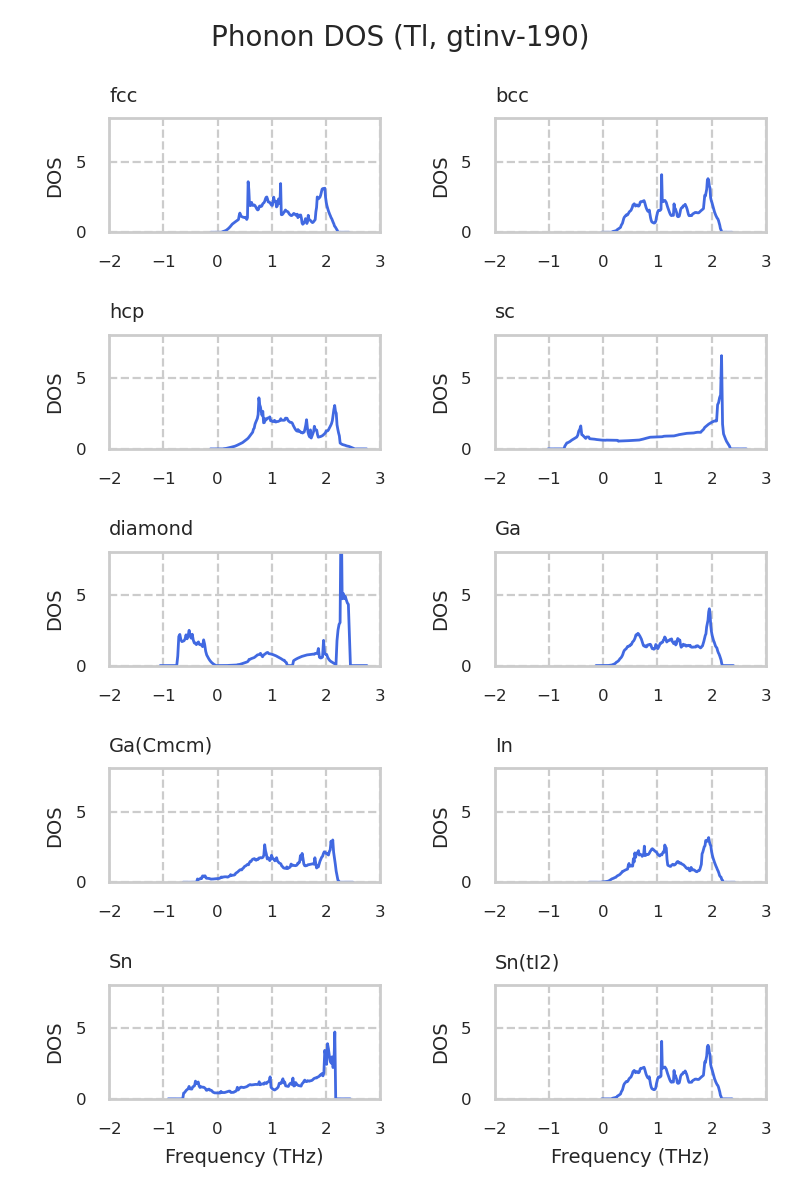 Phonon DOS (Tl, gtinv-190)
fcc
bcc
DOS
5
0
−2 −1 0 1 2 3
DOS
5
0
−2 −1 0 1 2 3
hcp
sc
DOS
5
0
−2 −1 0 1 2 3
DOS
5
0
−2 −1 0 1 2 3
diamond
Ga
DOS
5
0
−2 −1 0 1 2 3
DOS
5
0
−2 −1 0 1 2 3
Ga(Cmcm)
In
DOS
5
0
−2 −1 0 1 2 3
DOS
5
0
−2 −1 0 1 2 3
Sn
Sn(tI2)
DOS
5
0
−2 −1 0 1 2 3
Frequency (THz)
DOS
5
0
−2 −1 0 1 2 3
Frequency (THz)